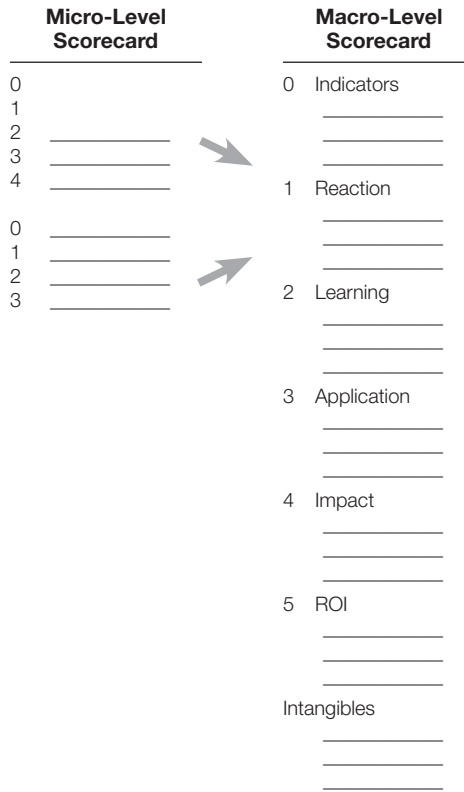 Micro-Level
Scorecard
0
1
2
3
4
0
1
2
3
Macro-Level
Scorecard
0 Indicators
1 Reaction
2 Learning
3 Application
4 Impact
5 ROI
Intangibles